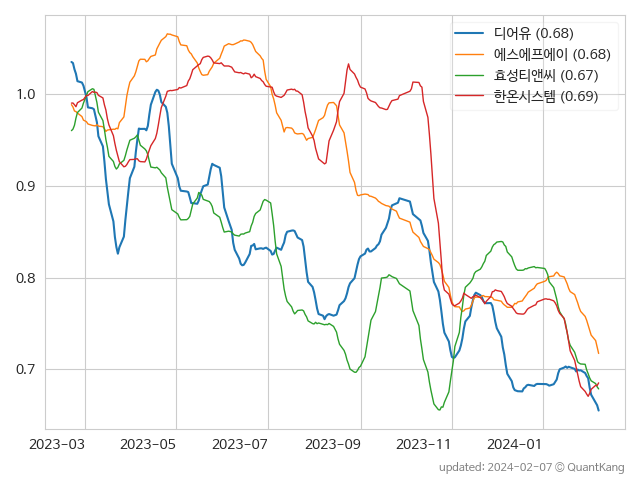 디어유 (0.68)
에스에프에이 (0.68)
효성티앤씨 (0.67)
한온시스템 (0.69)
1.0
0.9
0.8
0.7
2023-03 2023-05 2023-07 2023-09 2023-11 2024-01
updated: 2024-02-07 © QuantKang